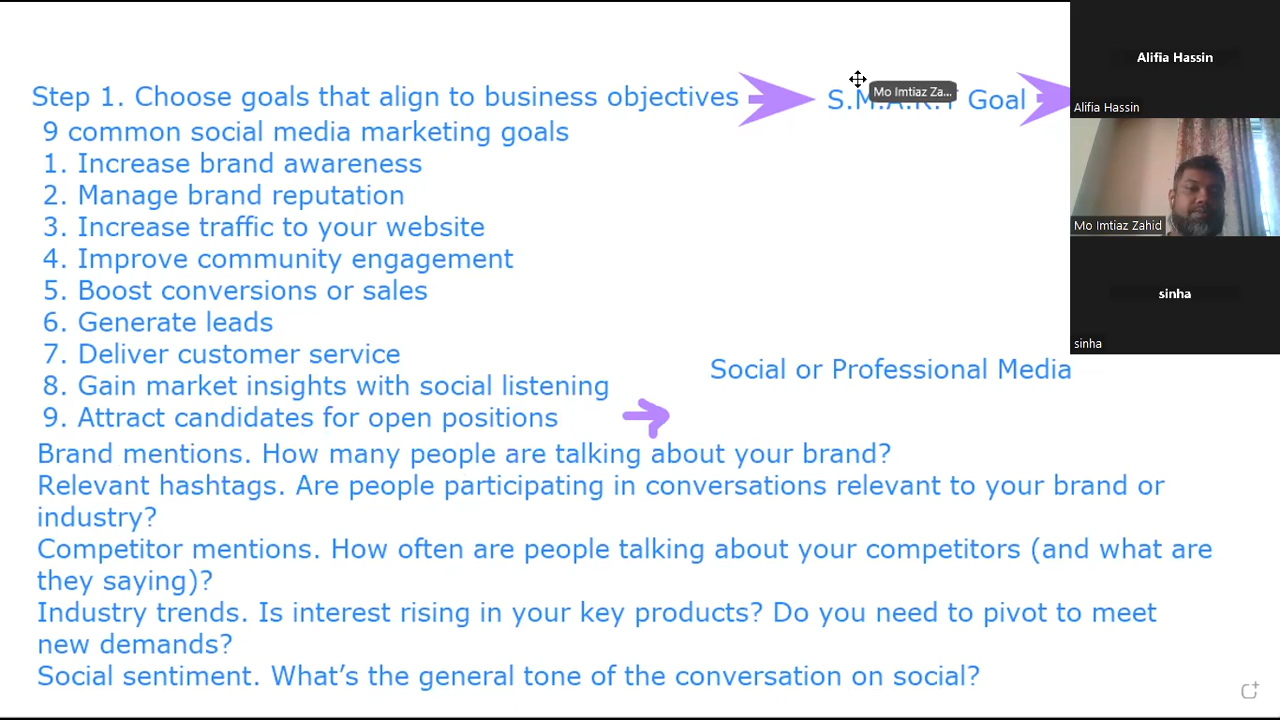 Alifia Hassin
Step 1. Choose goals that align to business objectives
S.M.A.R.T Goal
Mo Imtiaz Za...
Alifia Hassin
9 common social media marketing goals
1. Increase brand awareness
2. Manage brand reputation
3. Increase traffic to your website
Mo Imtiaz Zahid
4. Improve community engagement
5. Boost conversions or sales
sinha
6. Generate leads
sinha
7. Deliver customer service
Social or Professional Media
8. Gain market insights with social listening
9. Attract candidates for open positions
Brand mentions. How many people are talking about your brand?
Relevant hashtags. Are people participating in conversations relevant to your brand or
industry?
Competitor mentions. How often are people talking about your competitors (and what are
they saying)?
Industry trends. Is interest rising in your key products? Do you need to pivot to meet
new demands?
Social sentiment. What’s the general tone of the conversation on social?